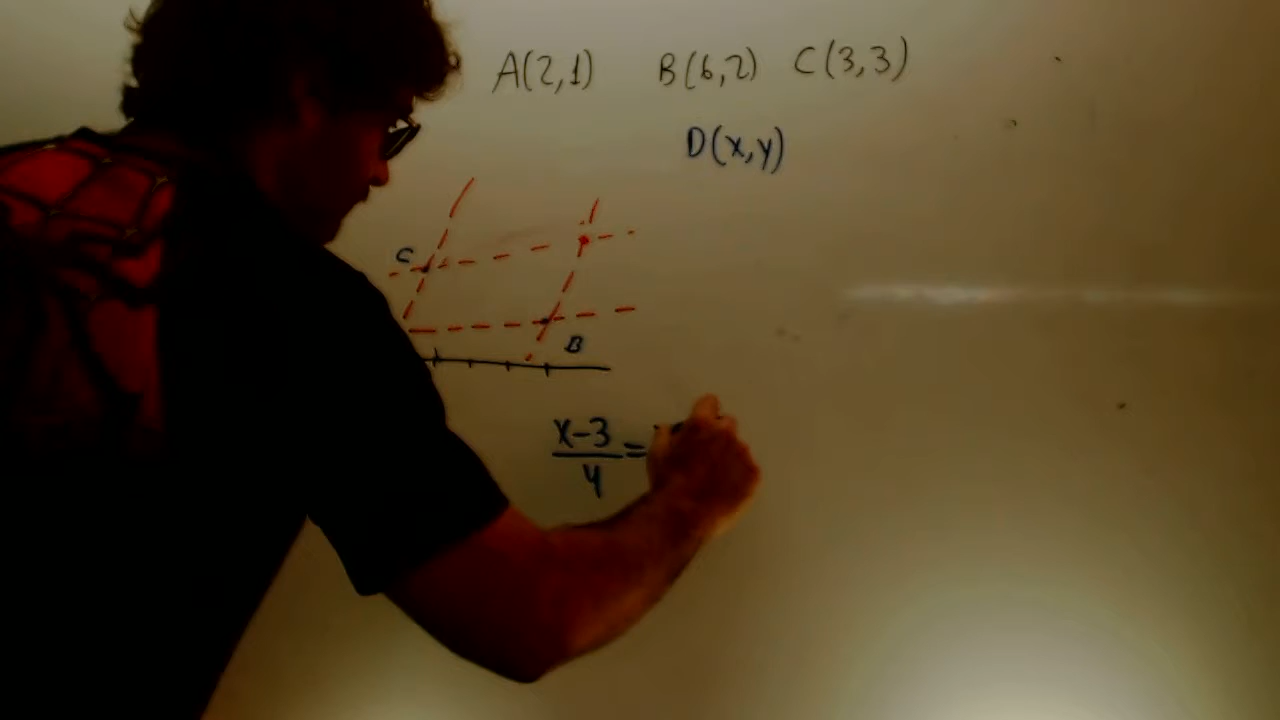 A(2,1) B(6,2) C(3,3)
D(x,y)
C
B
x-3
4
=